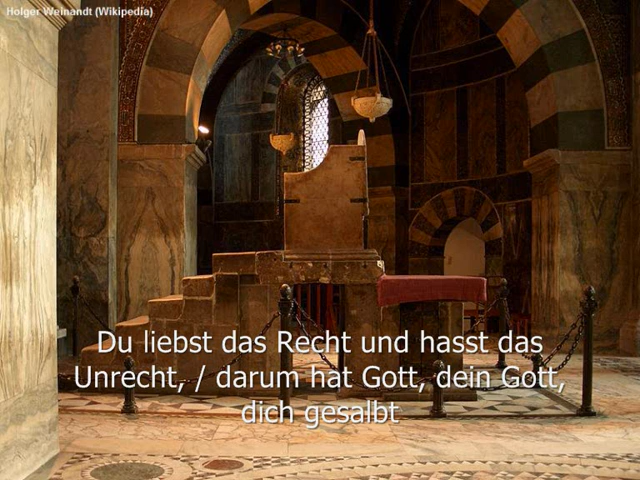 Holger Weinandt (Wikipedia)
Du liebst das Recht und hasst das
Unrecht, / darum hat Gott, dein Gott,
dich gesalbt